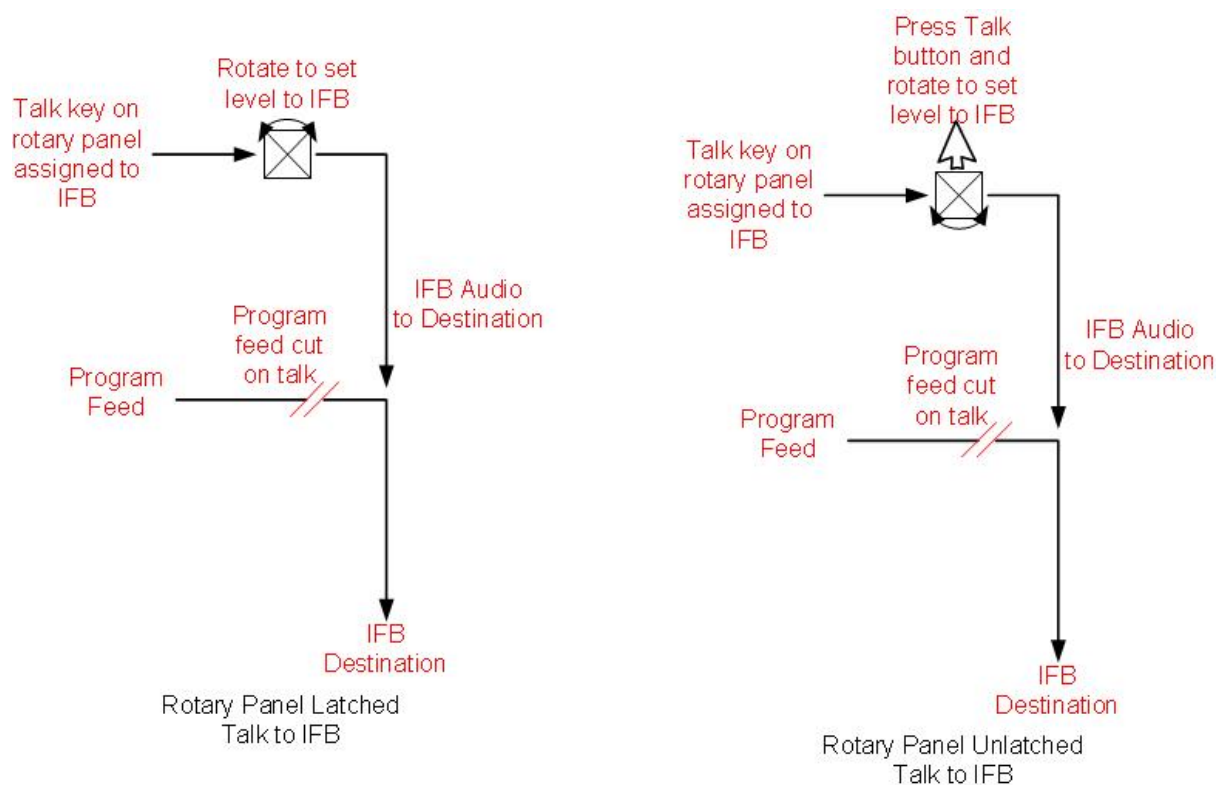 Rotate to set
level to IFB
Talk key on
rotary panel
assigned to
IFB
IFB Audio
to Destination
Program
feed cut
on talk
Program
Feed
IFB
Destination
Rotary Panel Latched
Talk to IFB
Press Talk
button and
rotate to set
level to IFB
Talk key on
rotary panel
assigned to
IFB
IFB Audio
to Destination
Program
feed cut
on talk
Program
Feed
IFB
Destination
Rotary Panel Unlatched
Talk to IFB